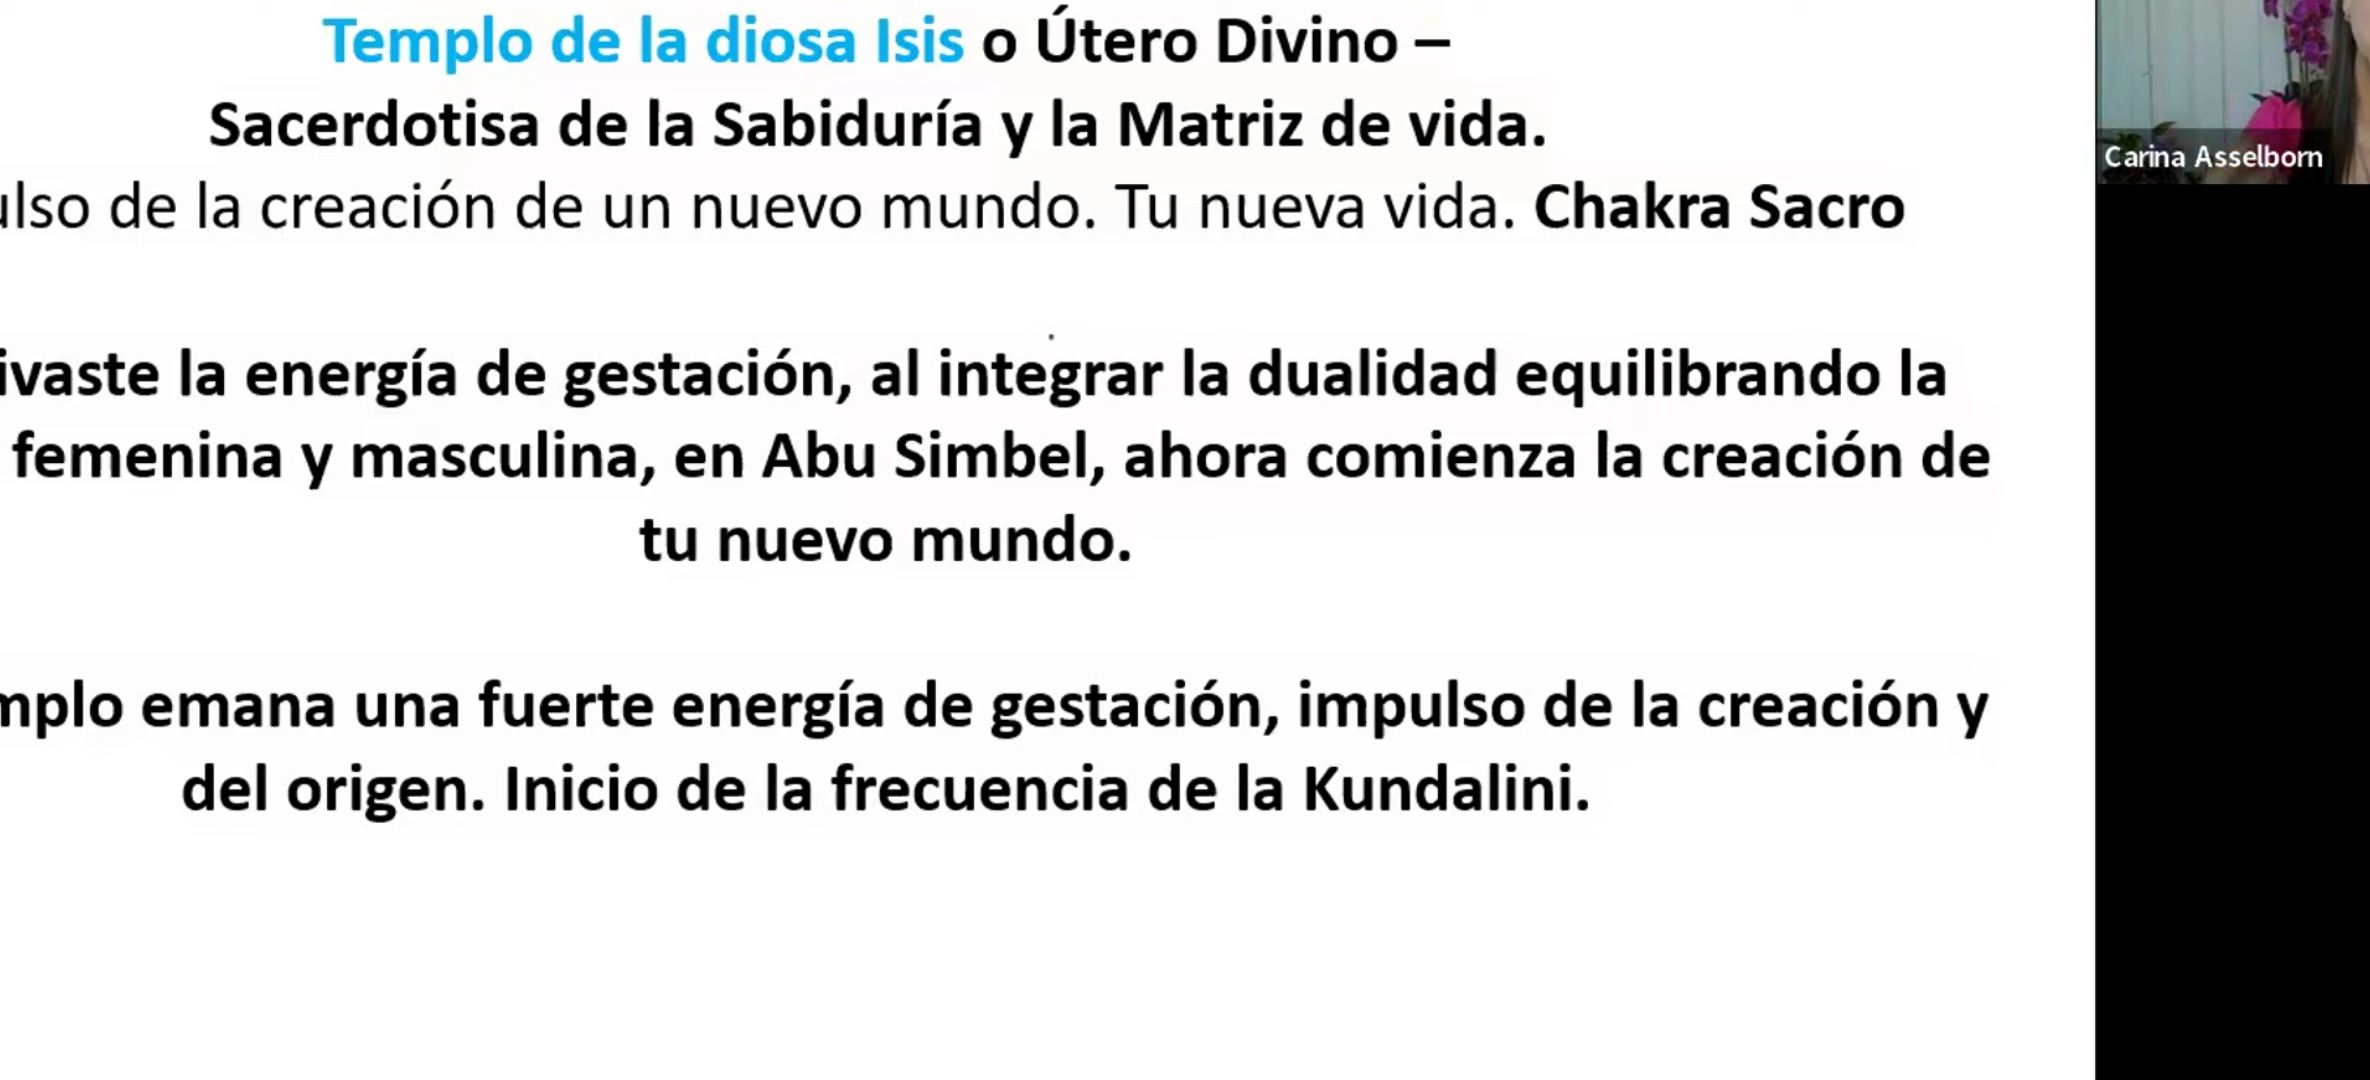 Templo de la diosa Isis o Útero Divino –
Sacerdotisa de la Sabiduría y la Matriz de vida.
ulso de la creación de un nuevo mundo. Tu nueva vida. Chakra Sacro
ivaste la energía de gestación, al integrar la dualidad equilibrando la
femenina y masculina, en Abu Simbel, ahora comienza la creación de
tu nuevo mundo.
mplo emana una fuerte energía de gestación, impulso de la creación y
del origen. Inicio de la frecuencia de la Kundalini.
Carina Asselborn